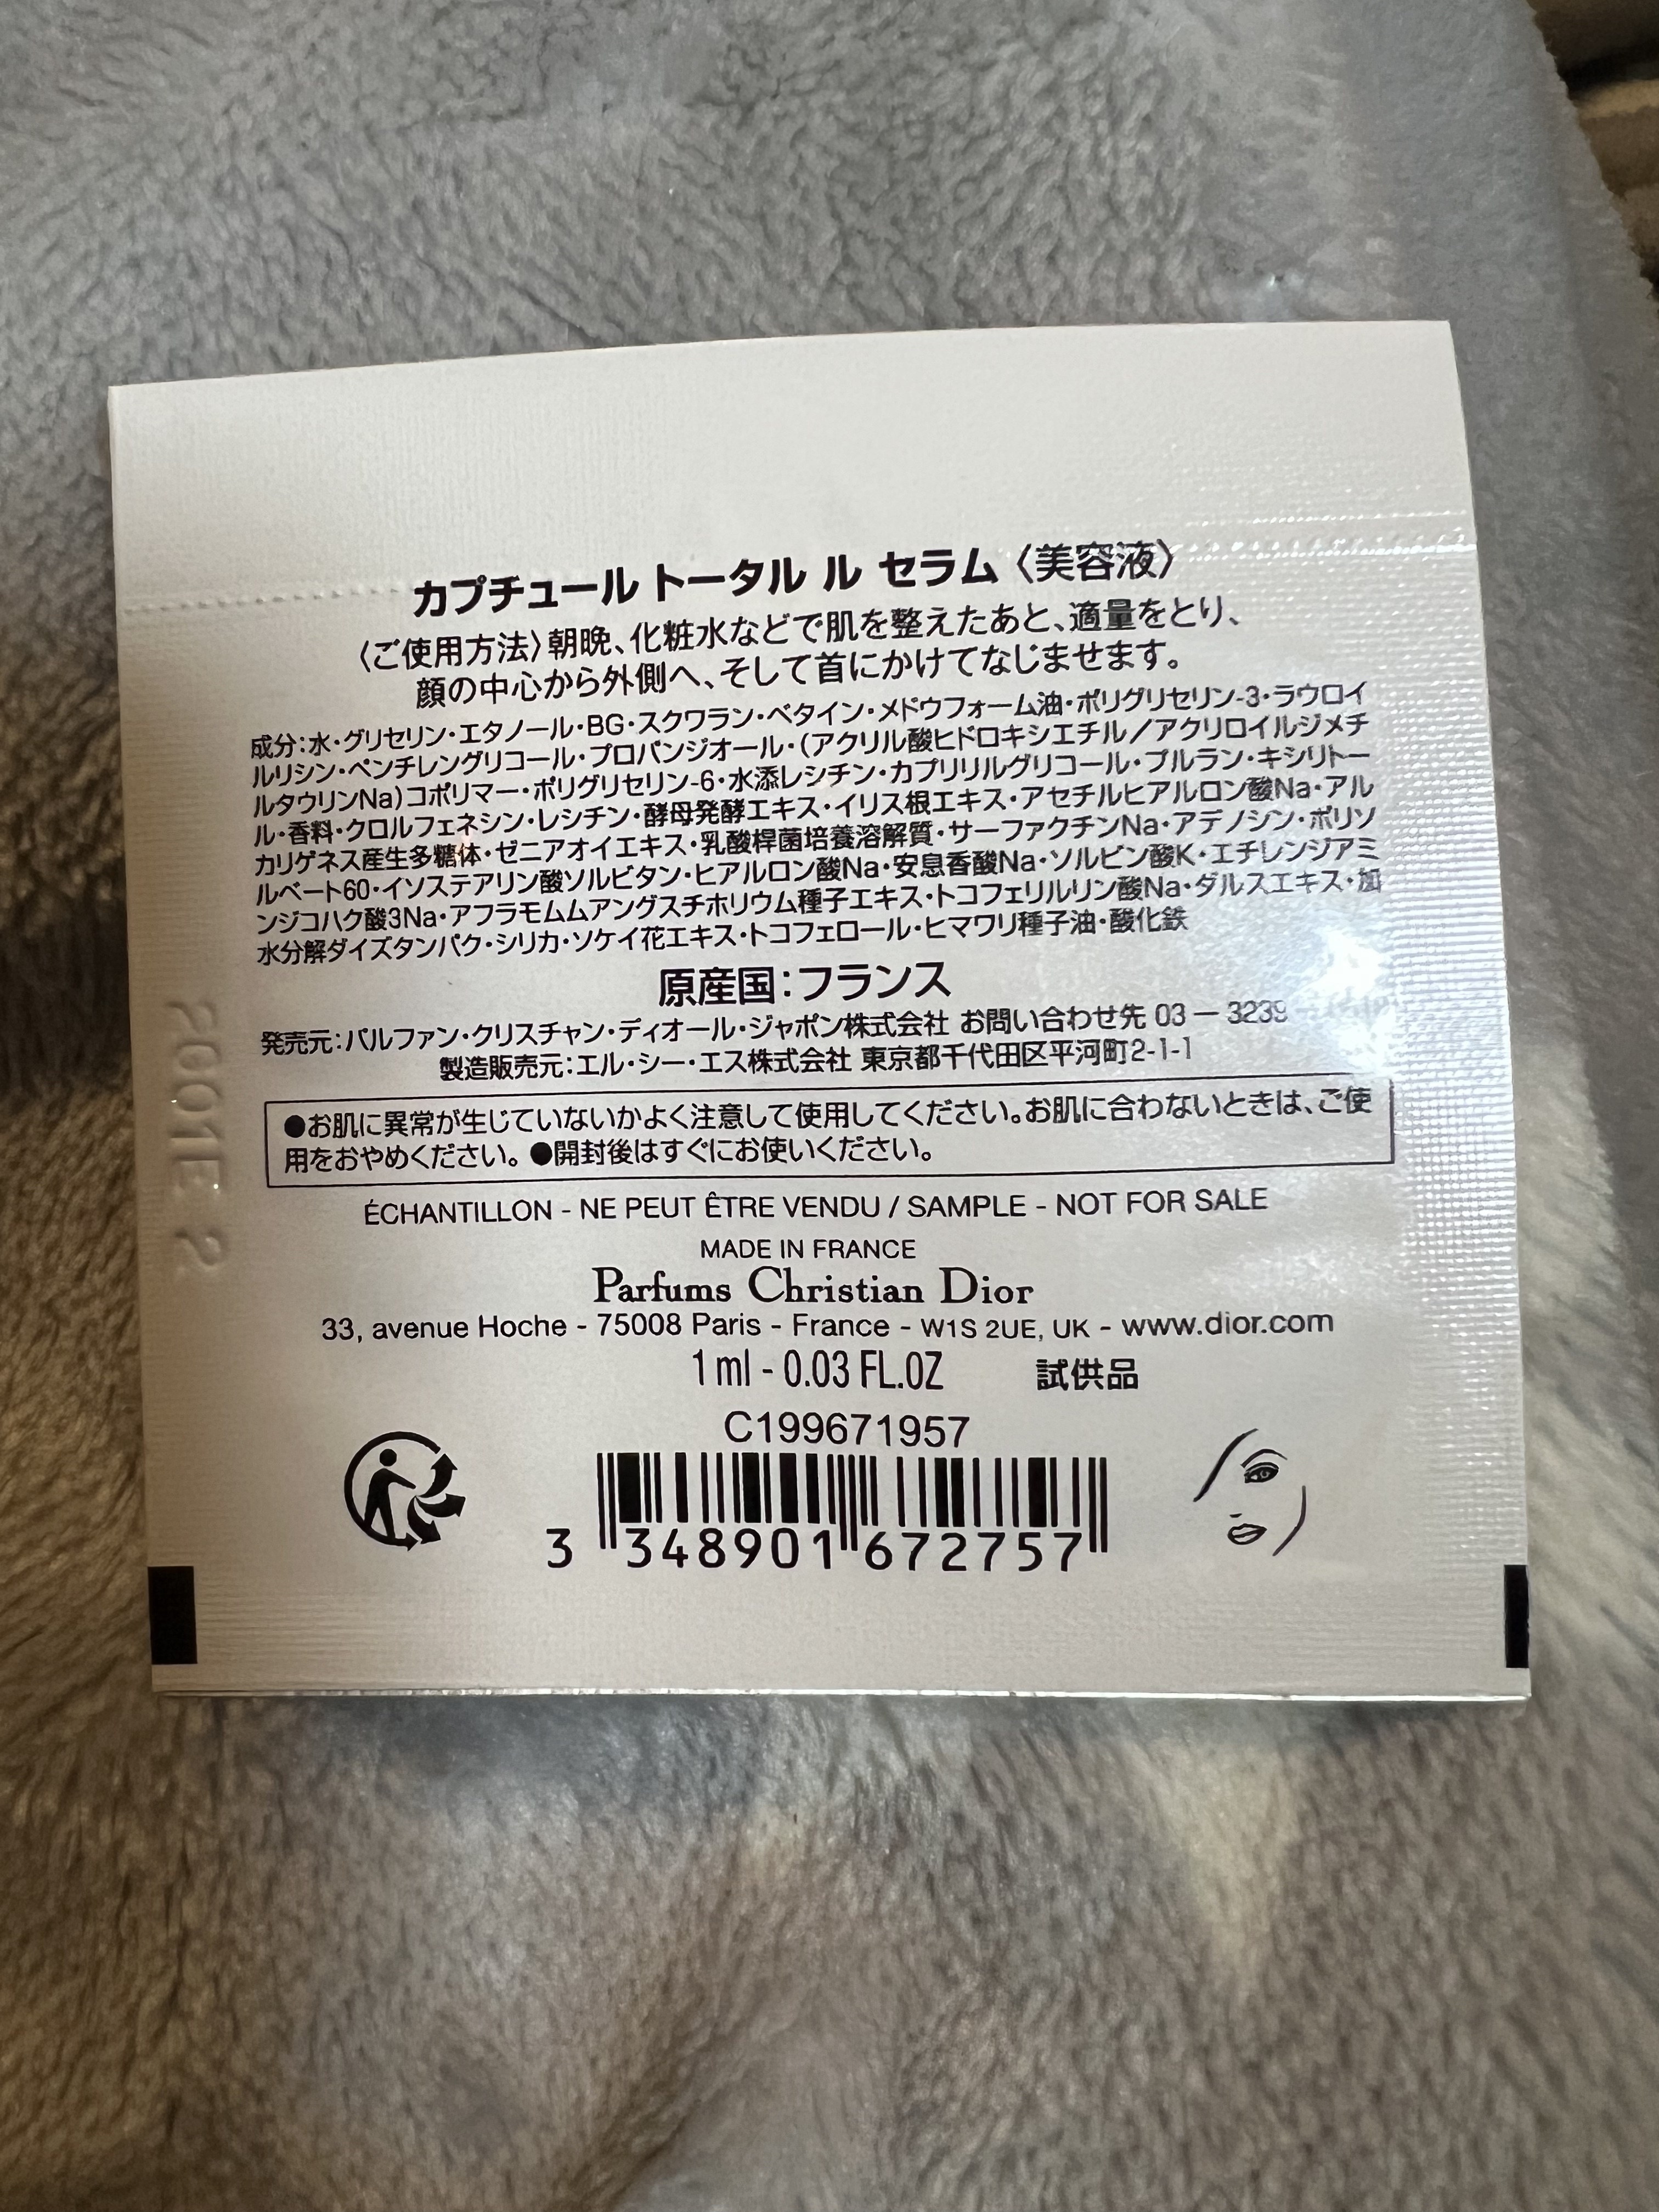 カプチュール トータル ル セラム〈美容液〉
〈ご使用方法〉朝晩、化粧水などで肌を整えたあと、適量をとり、
顔の中心から外側へ、そして首にかけてなじませます。
成分：水・グリセリン・エタノール・BG・スクワラン・ベタイン・メドウフォーム油・ポリグリセリン-3・ラウロイ
ルリシン・ペンチレングリコール・プロパンジオール・（アクリル酸ヒドロキシエチル／アクリロイルジメチ
ルタウリンNa）コポリマー・ポリグリセリン-6・水添レシチン・カプリリルグリコール・プルラン・キシリトー
ル・香料・クロルフェネシン・レシチン・酵母発酵エキス・イリス根エキス・アセチルヒアルロン酸Na・アル
カリゲネス産生多糖体・ゼニアオイエキス・乳酸桿菌培養溶解質・サーファクチンNa・アデノシン・ポリソ
ルベート60・イソステアリン酸ソルビタン・ヒアルロン酸Na・安息香酸Na・ソルビン酸K・エチレンジアミ
ンジコハク酸3Na・アフラモムムアングスチホリウム種子エキス・トコフェリルリン酸Na・ダルスエキス・加
水分解ダイズタンパク・シリカ・ソケイ花エキス・トコフェロール・ヒマワリ種子油・酸化鉄
原産国：フランス
発売元：パルファン・クリスチャン・ディオール・ジャポン株式会社 お問い合わせ先 03 － 3239
製造販売元：エル・シー・エス株式会社 東京都千代田区平河町2-1-1
●お肌に異常が生じていないかよく注意して使用してください。お肌に合わないときは、ご使
用をおやめください。●開封後はすぐにお使いください。
ÉCHANTILLON - NE PEUT ÊTRE VENDU / SAMPLE - NOT FOR SALE
MADE IN FRANCE
Parfums Christian Dior
33, avenue Hoche - 75008 Paris - France - W1S 2UE, UK - www.dior.com
1 ml - 0.03 FL.OZ 試供品
C199671957
3 348901 672757